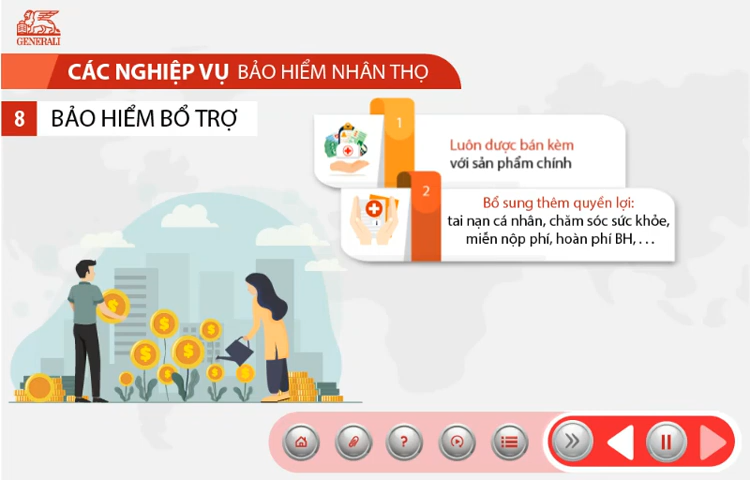 GENERALI
CÁC NGHIỆP VỤ BẢO HIỂM NHÂN THỌ
8 BẢO HIỂM BỔ TRỢ
1
Luôn được bán kèm
với sản phẩm chính
2
Bổ sung thêm quyền lợi:
tai nạn cá nhân, chăm sóc sức khỏe,
miễn nộp phí, hoàn phí BH, . . .